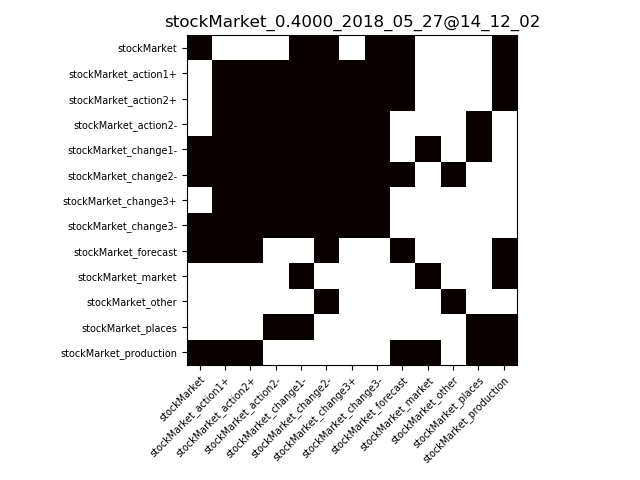 stockMarket_0.4000_2018_05_27@14_12_02
stockMarket
stockMarket_action1+
stockMarket_action2+
stockMarket_action2-
stockMarket_change1-
stockMarket_change2-
stockMarket_change3+
stockMarket_change3-
stockMarket_forecast
stockMarket_market
stockMarket_other
stockMarket_places
stockMarket_production
stockMarket
stockMarket_action1+
stockMarket_action2+
stockMarket_action2-
stockMarket_change1-
stockMarket_change2-
stockMarket_change3+
stockMarket_change3-
stockMarket_forecast
stockMarket_market
stockMarket_other
stockMarket_places
stockMarket_production